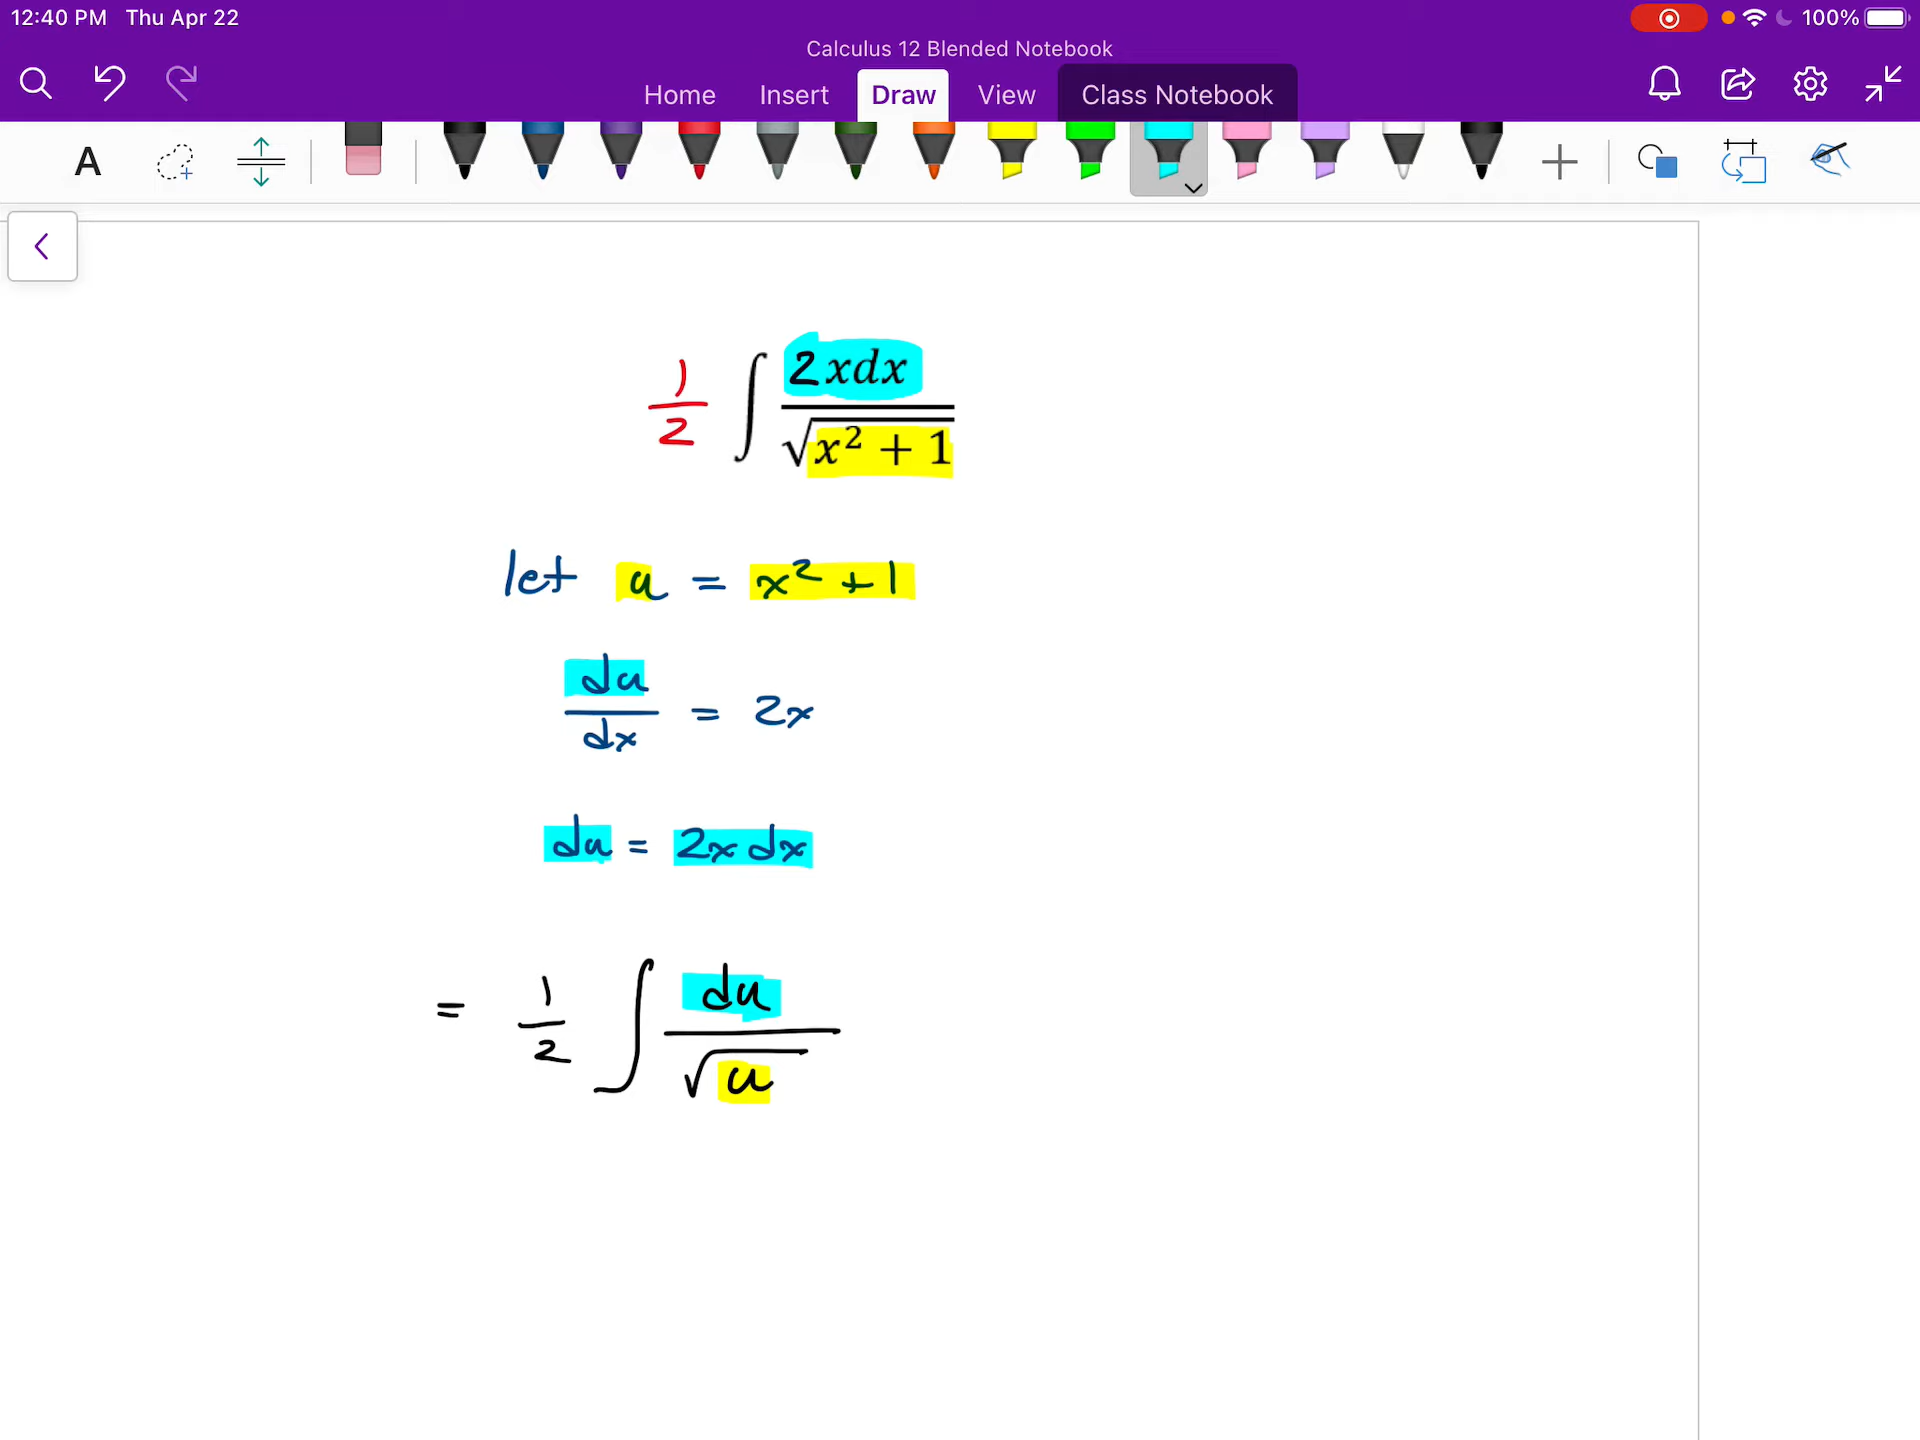 12:40 PM Thu Apr 22
100%
Calculus 12 Blended Notebook
Home Insert Draw View Class Notebook
A
1/2 ∫ 2xdx / √(x² + 1)
let u = x² + 1
du/dx = 2x
du = 2x dx
= 1/2 ∫ du / √u